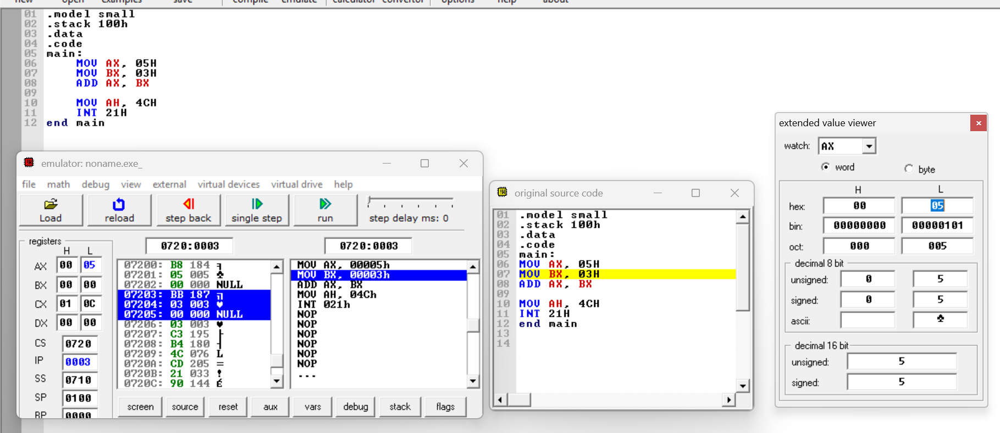 new open examples save compile emulate calculator convertor options help about
01 .model small
02 .stack 100h
03 .data
04 .code
05 main:
06 MOV AX, 05H
07 MOV BX, 03H
08 ADD AX, BX
09
10 MOV AH, 4CH
11 INT 21H
12 end main
emulator: noname.exe_
file math debug view external virtual devices virtual drive help
Load reload step back single step run step delay ms: 0
registers
H L
AX 00 05
BX 00 00
CX 01 0C
DX 00 00
CS 0720
IP 0003
SS 0710
SP 0100
BP 0000
0720:0003
07200: B8 184 ╕
07201: 05 005 ♣
07202: 00 000 NULL
07203: BB 187 ╗
07204: 03 003 ♥
07205: 00 000 NULL
07206: 03 003 ♥
07207: C3 195 ├
07208: B4 180 ┤
07209: 4C 076 L
0720A: CD 205 =
0720B: 21 033 !
0720C: 90 144 É
0720:0003
MOV AX, 00005h
MOV BX, 00003h
ADD AX, BX
MOV AH, 04Ch
INT 021h
NOP
NOP
NOP
NOP
NOP
NOP
...
screen source reset aux vars debug stack flags
original source code
01 .model small
02 .stack 100h
03 .data
04 .code
05 main:
06 MOV AX, 05H
07 MOV BX, 03H
08 ADD AX, BX
09
10 MOV AH, 4CH
11 INT 21H
12 end main
13
14
extended value viewer
watch: AX
word byte
H L
hex: 00 05
bin: 00000000 00000101
oct: 000 005
decimal 8 bit
unsigned: 0 5
signed: 0 5
ascii: ♣
decimal 16 bit
unsigned: 5
signed: 5